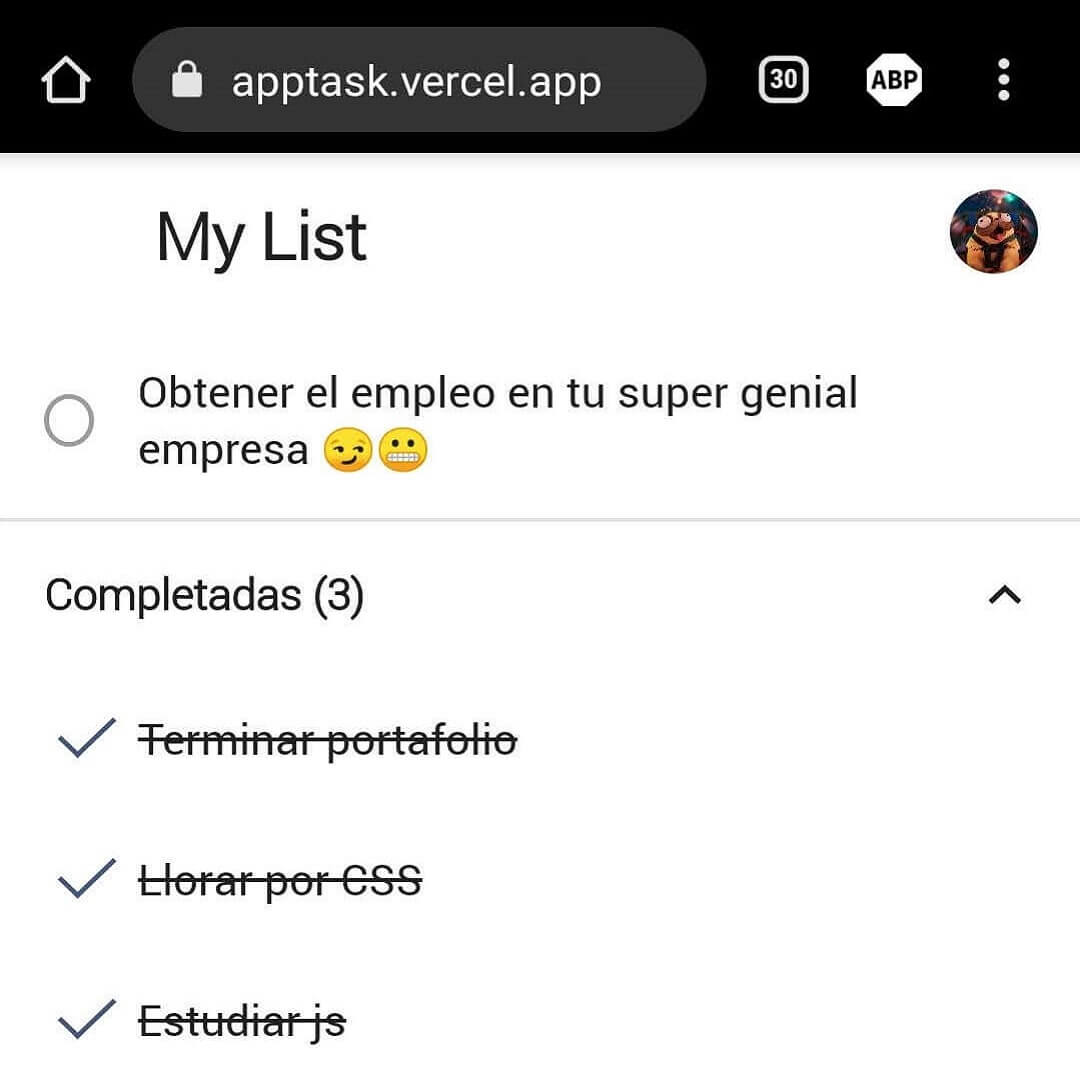 apptask.vercel.app
30
ABP
My List
Obtener el empleo en tu super genial
empresa 😏😬
Completadas (3)
Terminar portafolio
Llorar por CSS
Estudiar js